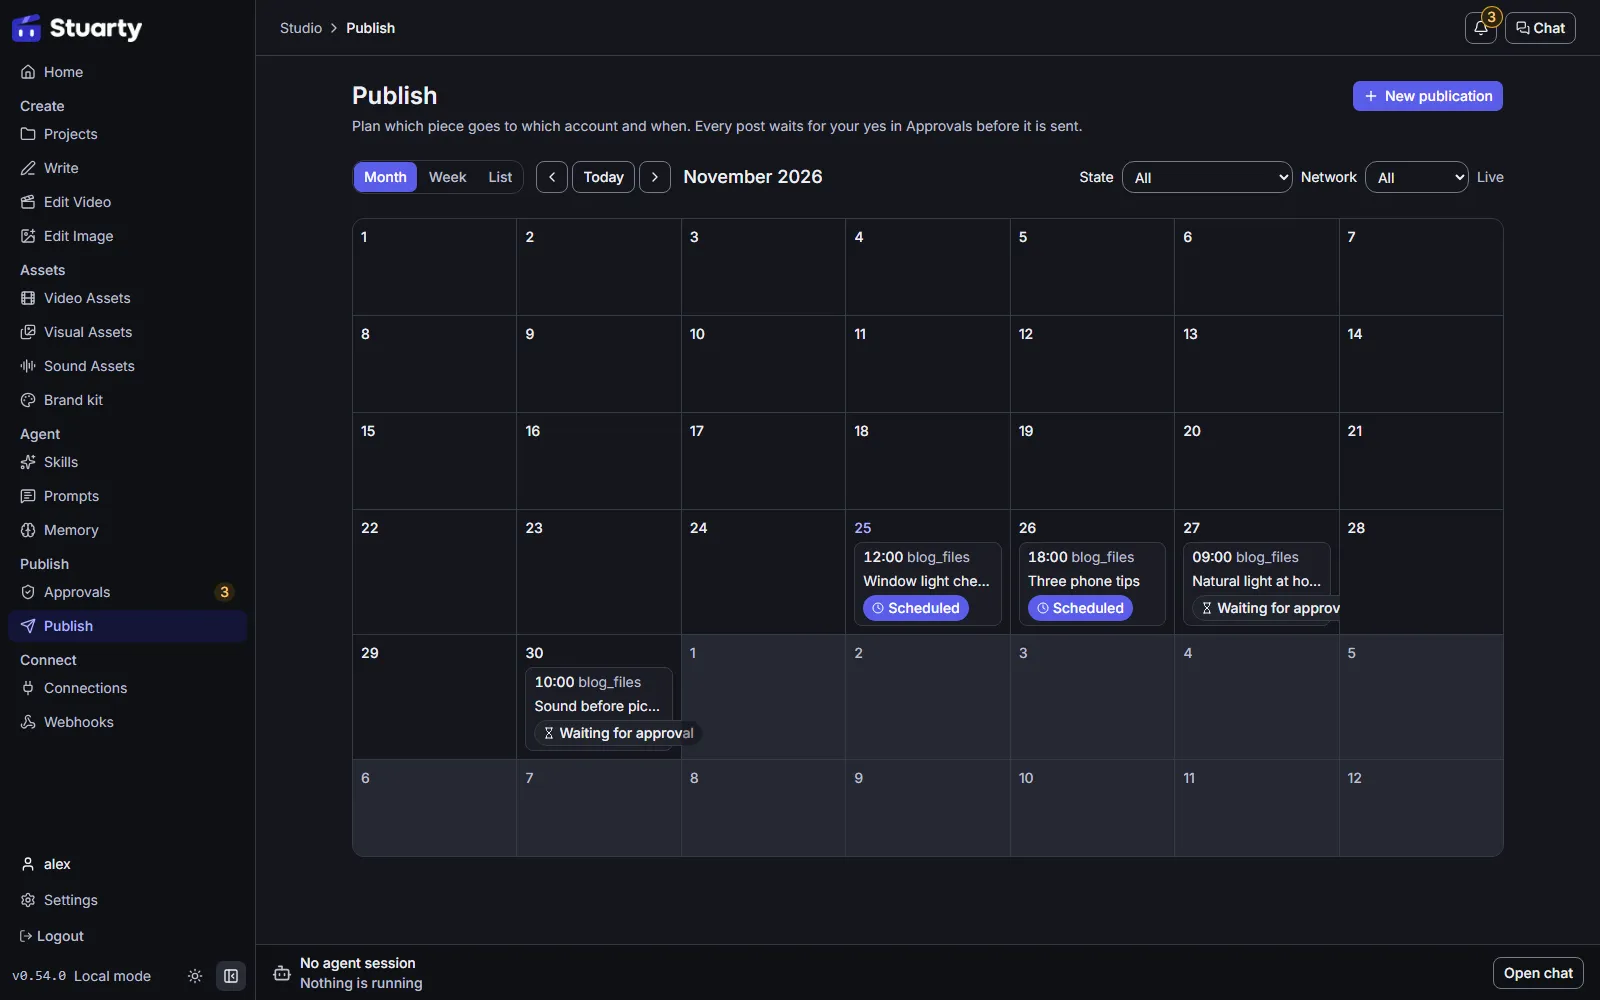 Stuarty
Home
Create
Projects
Write
Edit Video
Edit Image
Assets
Video Assets
Visual Assets
Sound Assets
Brand kit
Agent
Skills
Prompts
Memory
Publish
Approvals 3
Publish
Connect
Connections
Webhooks
alex
Settings
Logout
v0.54.0 Local mode
Studio > Publish
3
Chat
Publish
+ New publication
Plan which piece goes to which account and when. Every post waits for your yes in Approvals before it is sent.
Month Week List < Today > November 2026 State All Network All Live
1 2 3 4 5 6 7
8 9 10 11 12 13 14
15 16 17 18 19 20 21
22 23 24 25 26 27 28
12:00 blog_files 18:00 blog_files 09:00 blog_files
Window light che... Three phone tips Natural light at ho...
Scheduled Scheduled Waiting for approv
29 30 1 2 3 4 5
10:00 blog_files
Sound before pic...
Waiting for approval
6 7 8 9 10 11 12
No agent session
Nothing is running
Open chat